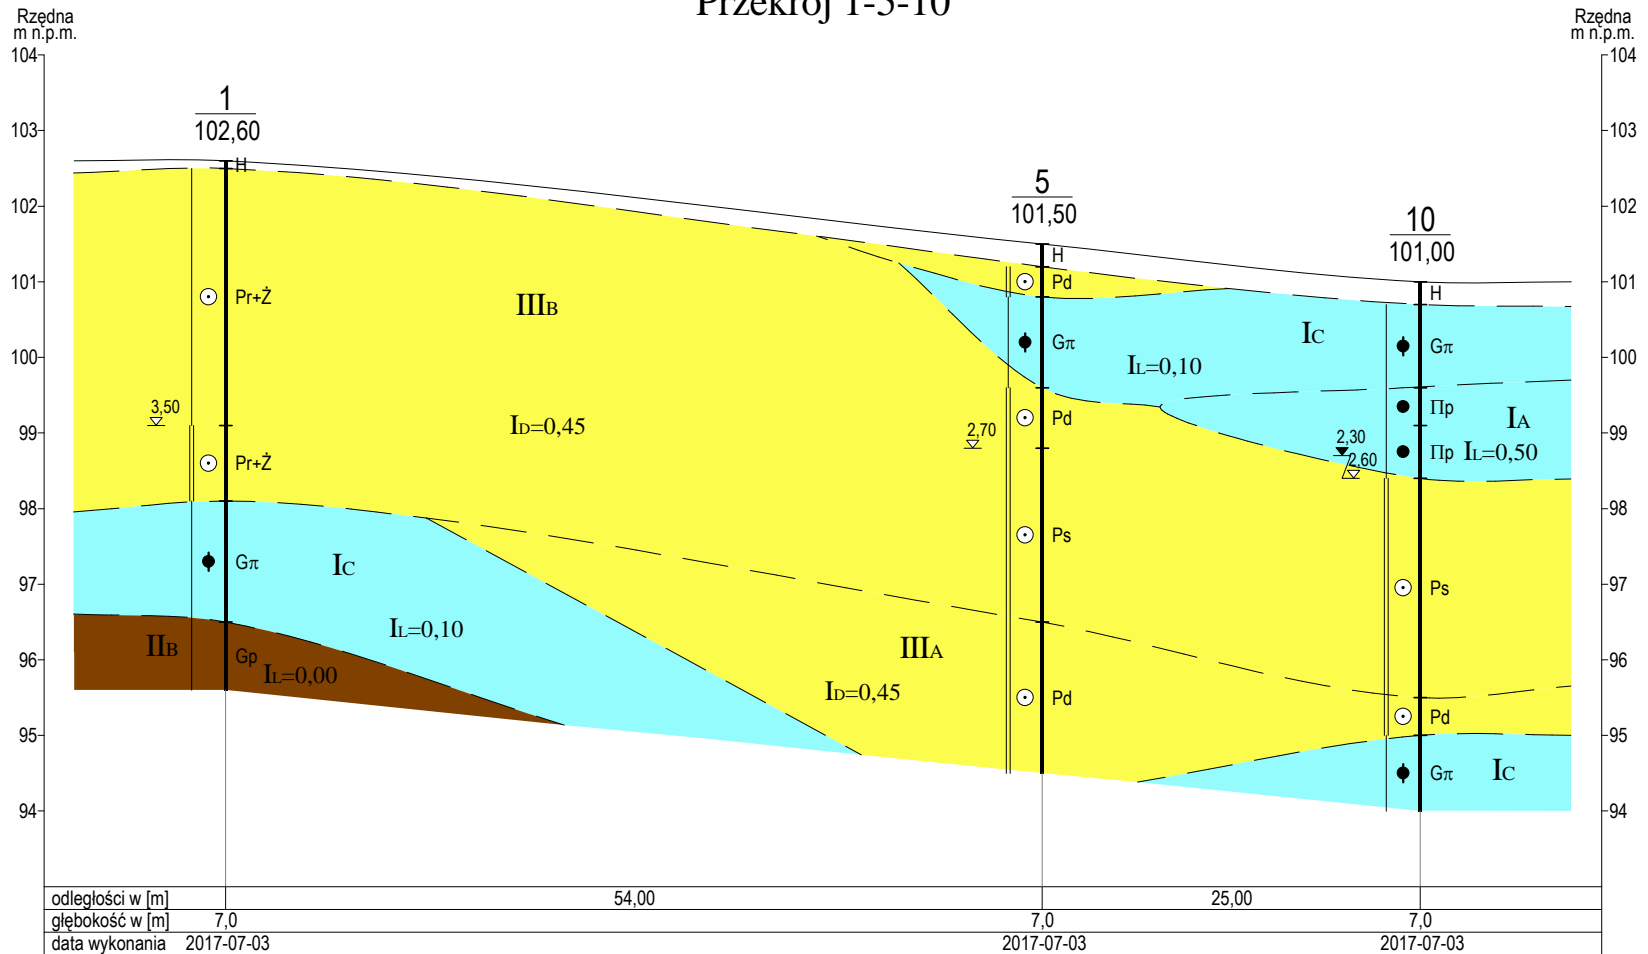 Przekrój 1-5-10
Rzędna
m n.p.m.
Rzędna
m n.p.m.
104
104
1
102,60
103
103
H
5
101,50
102
102
10
101,00
H
101
101
Pr+Ż
IIIB
Pd
H
Gπ
IC
Gπ
100
100
IL=0,10
3,50
ID=0,45
Pd
Πp
IA
99
99
2,70
2,30
Πp
IL=0,50
Pr+Ż
2,60
98
98
Gπ
IC
Ps
Ps
97
97
IL=0,10
IIB
Gp
IL=0,00
IIIA
96
96
ID=0,45
Pd
Pd
95
95
Gπ
IC
94
94
odległości w [m]
54,00
25,00
głębokość w [m]
7,0
7,0
7,0
data wykonania
2017-07-03
2017-07-03
2017-07-03